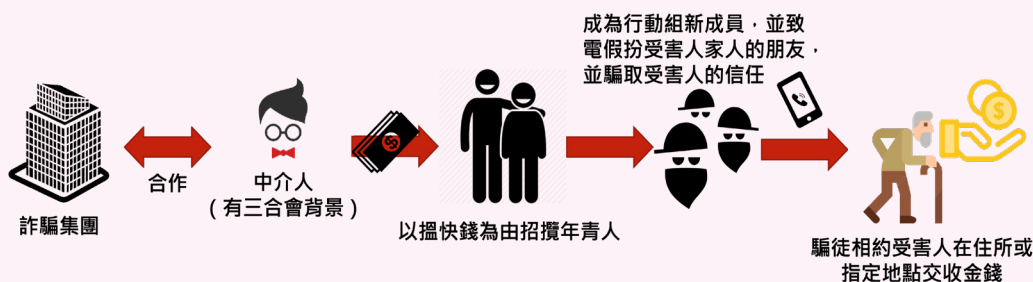 成為行動組新成員，並致
電假扮受害人家人的朋友，
並騙取受害人的信任
合作
詐騙集團
中介人
（有三合會背景）
以搵快錢為由招攬年青人
騙徒相約受害人在住所或
指定地點交收金錢